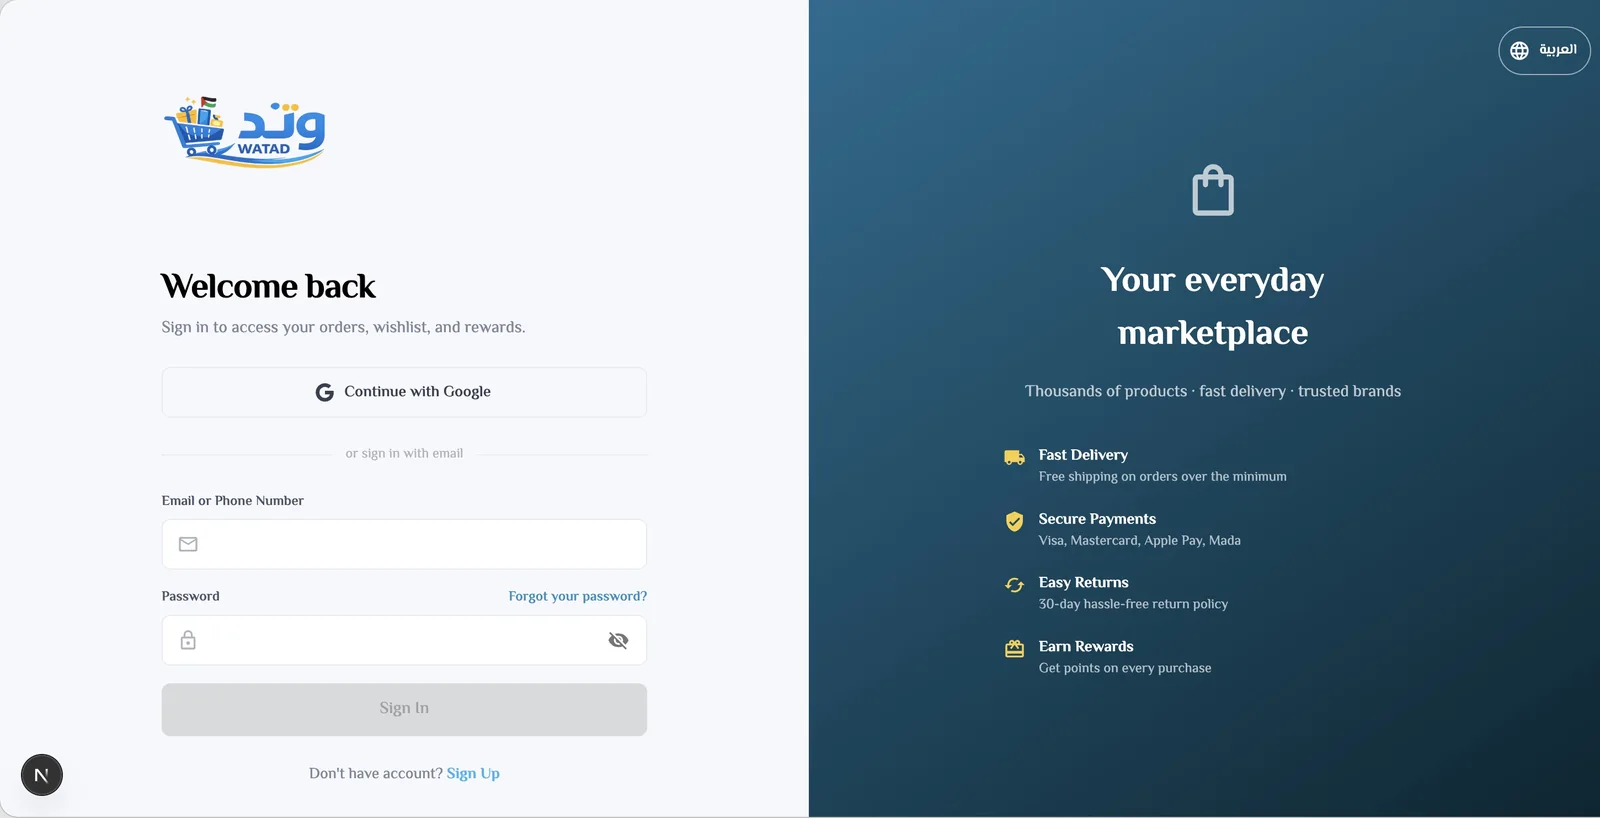 وتد
WATAD
Welcome back
Sign in to access your orders, wishlist, and rewards.
G Continue with Google
or sign in with email
Email or Phone Number
Password
Forgot your password?
Sign In
Don't have account? Sign Up
N
العربية
Your everyday
marketplace
Thousands of products · fast delivery · trusted brands
Fast Delivery
Free shipping on orders over the minimum
Secure Payments
Visa, Mastercard, Apple Pay, Mada
Easy Returns
30-day hassle-free return policy
Earn Rewards
Get points on every purchase